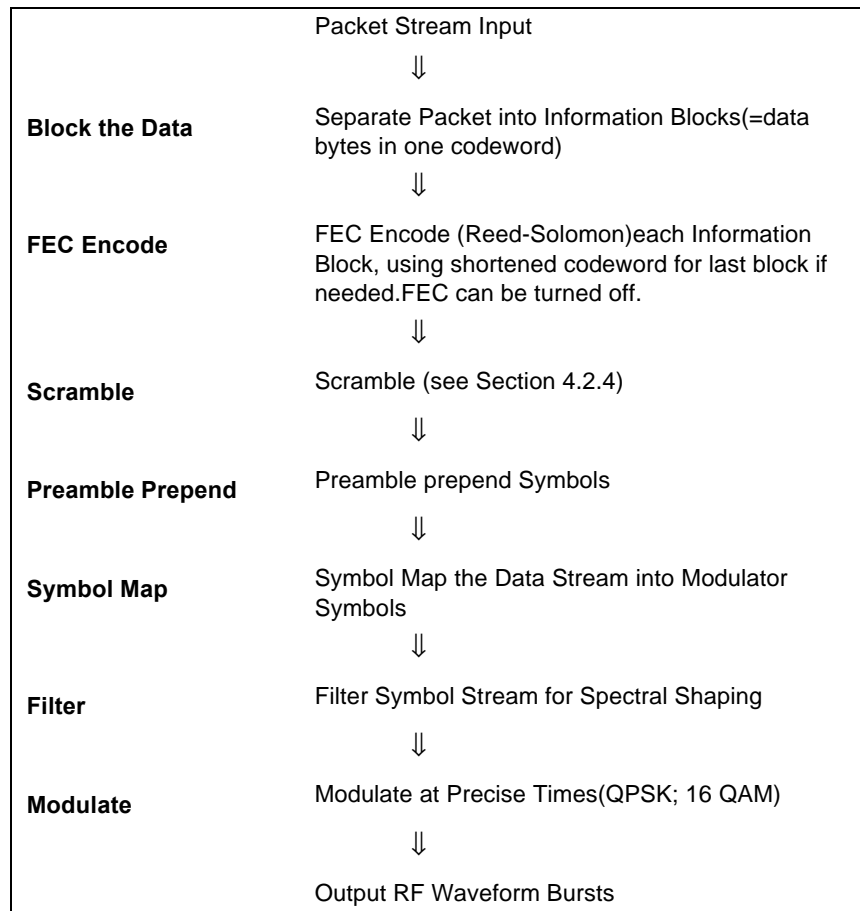 Packet Stream Input
⇓
Block the Data
Separate Packet into Information Blocks(=data
bytes in one codeword)
⇓
FEC Encode
FEC Encode (Reed-Solomon)each Information
Block, using shortened codeword for last block if
needed.FEC can be turned off.
⇓
Scramble
Scramble (see Section 4.2.4)
⇓
Preamble Prepend
Preamble prepend Symbols
⇓
Symbol Map
Symbol Map the Data Stream into Modulator
Symbols
⇓
Filter
Filter Symbol Stream for Spectral Shaping
⇓
Modulate
Modulate at Precise Times(QPSK; 16 QAM)
⇓
Output RF Waveform Bursts